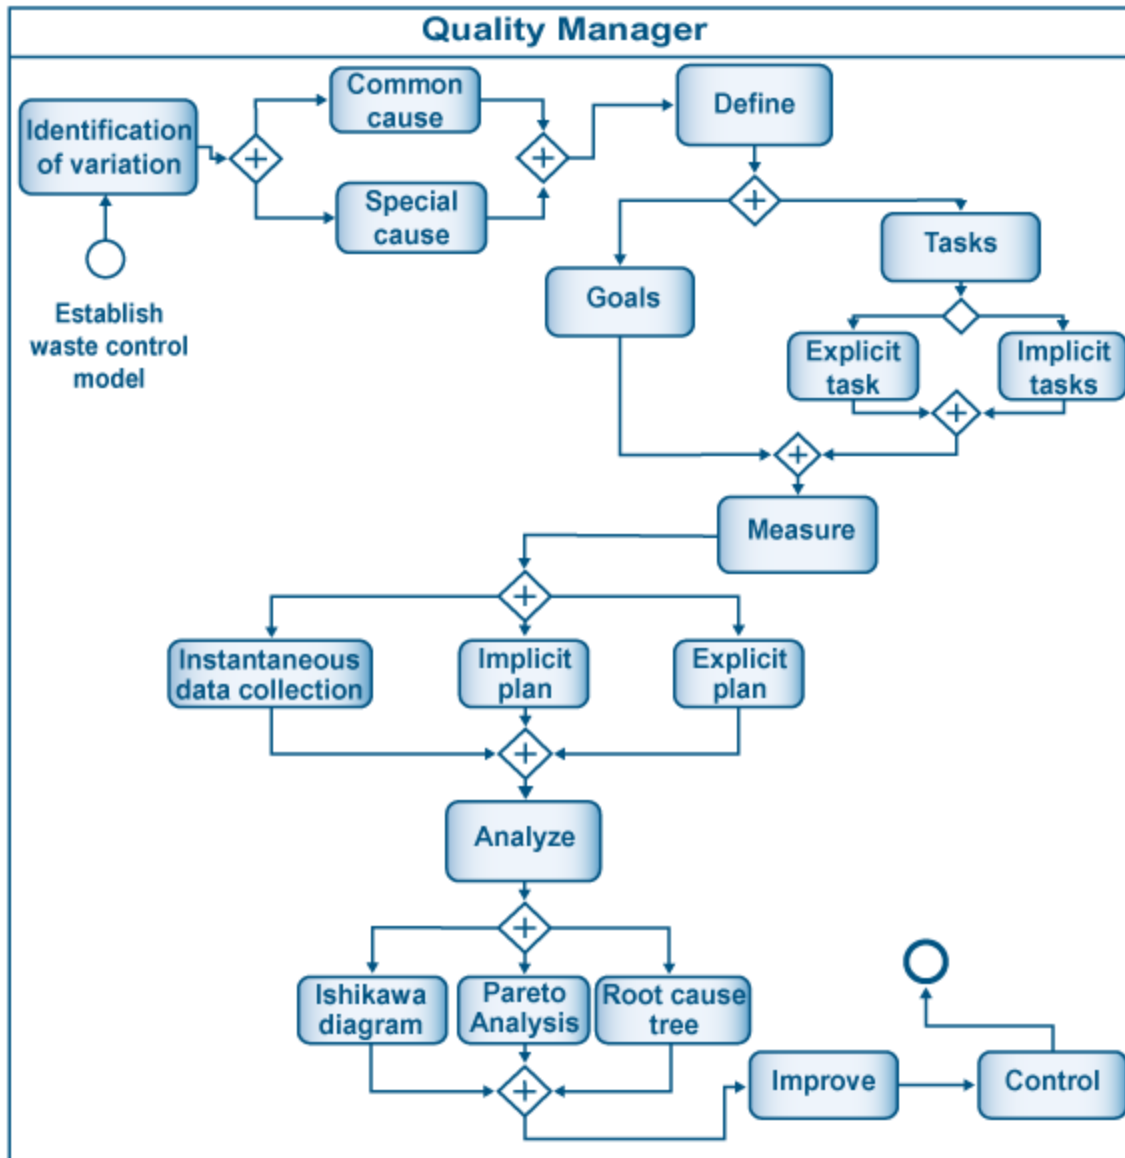 Quality Manager
Identification
of variation
Common
cause
Special
cause
Define
Establish
waste control
model
Goals
Tasks
Explicit
task
Implicit
tasks
Measure
Instantaneous
data collection
Implicit
plan
Explicit
plan
Analyze
Ishikawa
diagram
Pareto
Analysis
Root cause
tree
Improve
Control